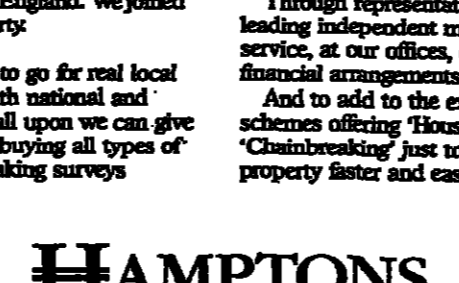 England. We joined
rty.
to go for real local
th national and
all upon we can give
buying all types of
aking surveys
Through representat
leading independent m
service, at our offices,
financial arrangements
And to add to the e
schemes offering 'Hous
'Chainbreaking' just to
property faster and eas
HAMPTONS